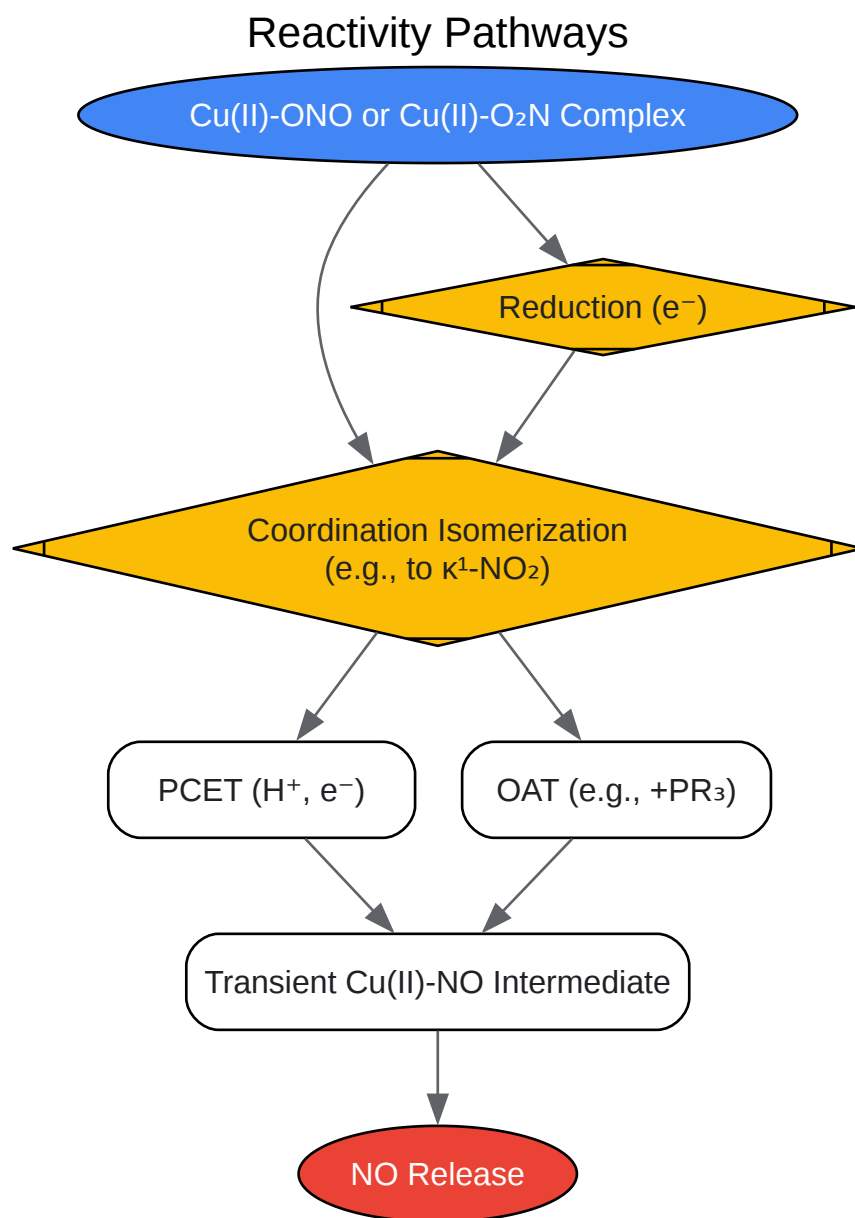 Reactivity Pathways
Cu(II)-ONO or Cu(II)-O₂N Complex
Reduction (e⁻)
Coordination Isomerization
(e.g., to κ¹-NO₂)
PCET (H⁺, e⁻)
OAT (e.g., +PR₃)
Transient Cu(II)-NO Intermediate
NO Release